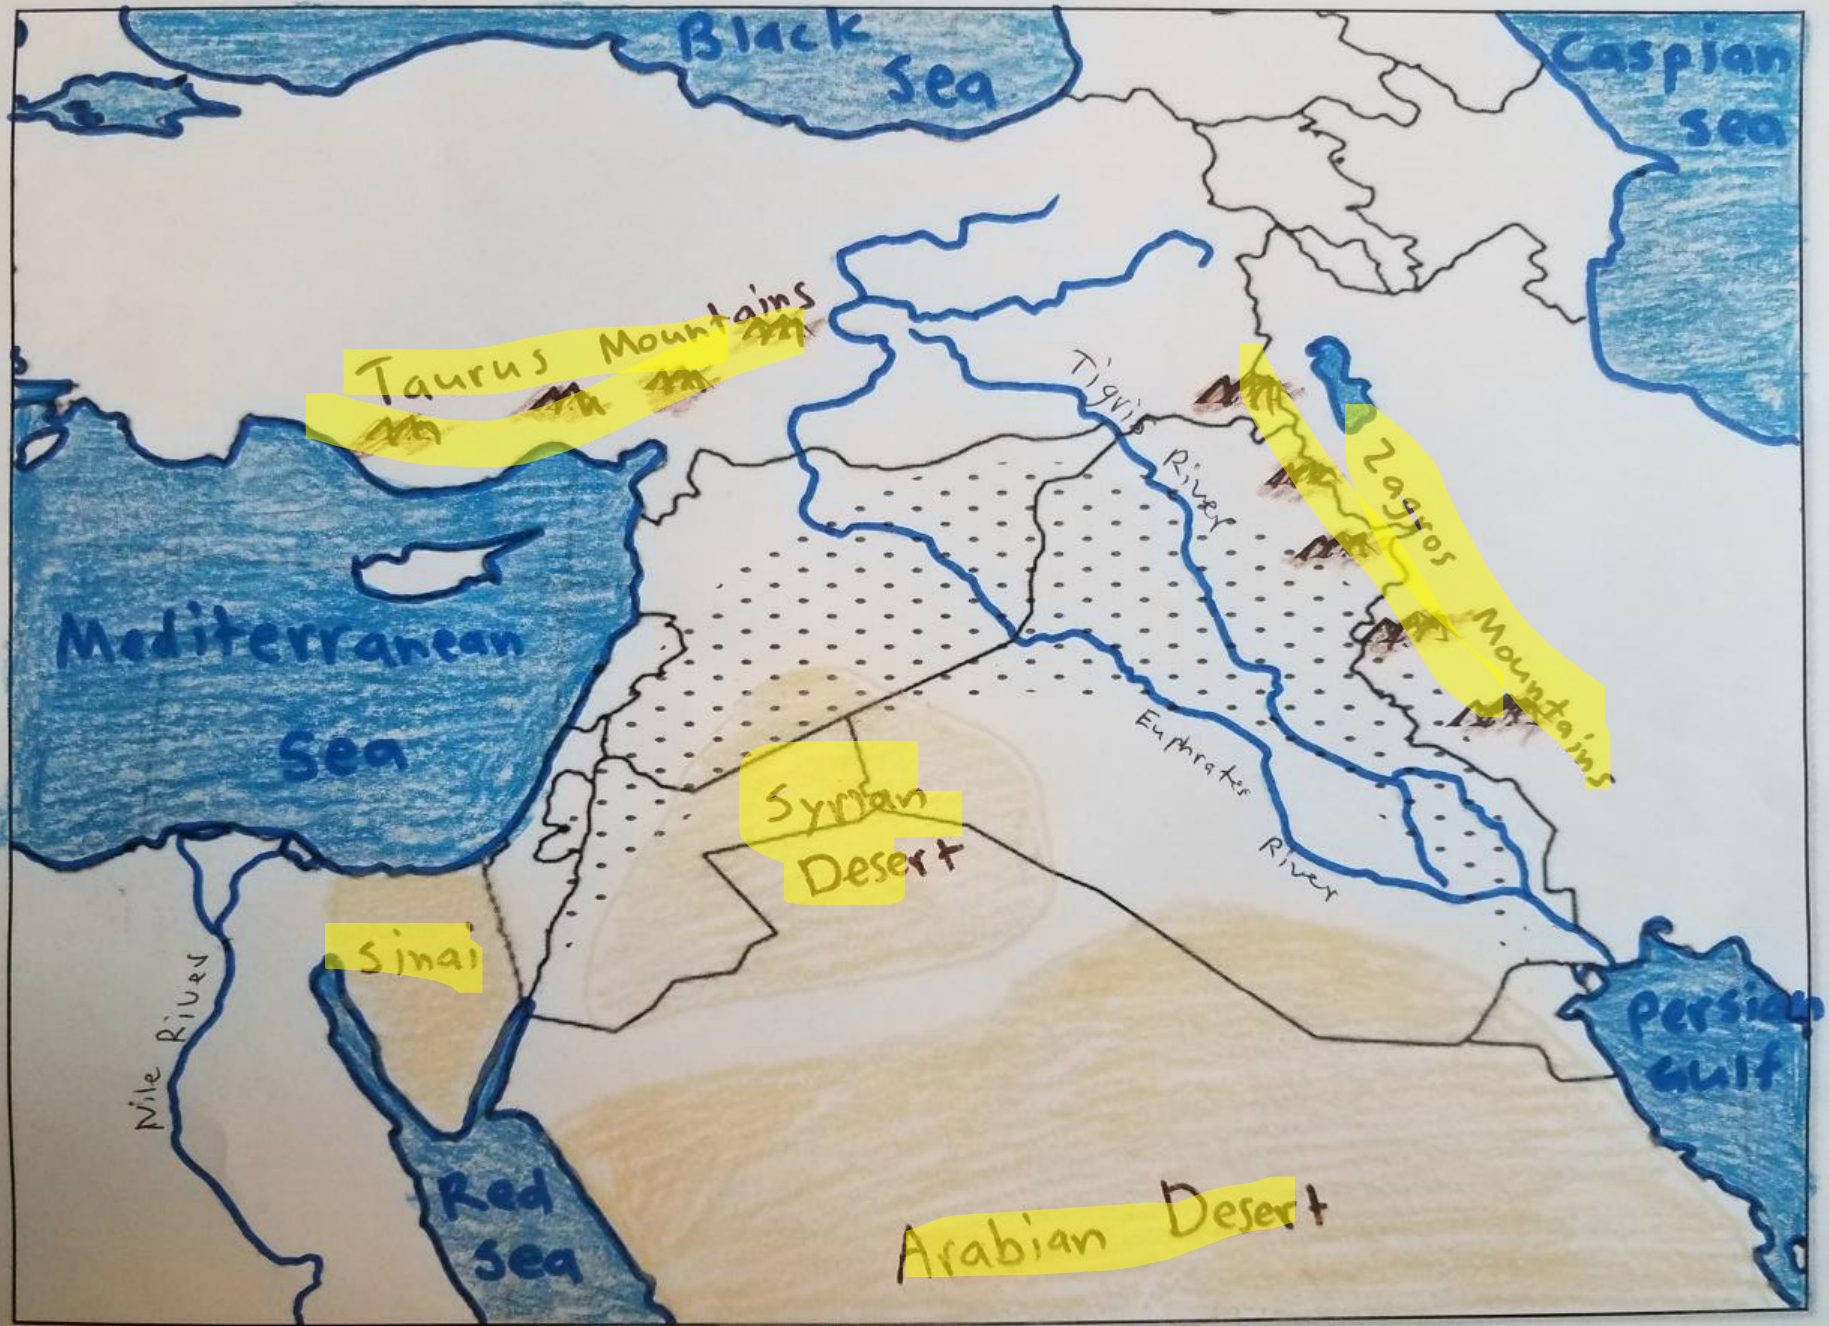 Black
Sea
Caspian
sea
Taurus Mountains
Tigris
River
Zagros
Mountains
Mediterranean
Sea
Euphrates
River
Syrian
Desert
Sinai
Nile River
Persian
Gulf
Red
Sea
Arabian Desert